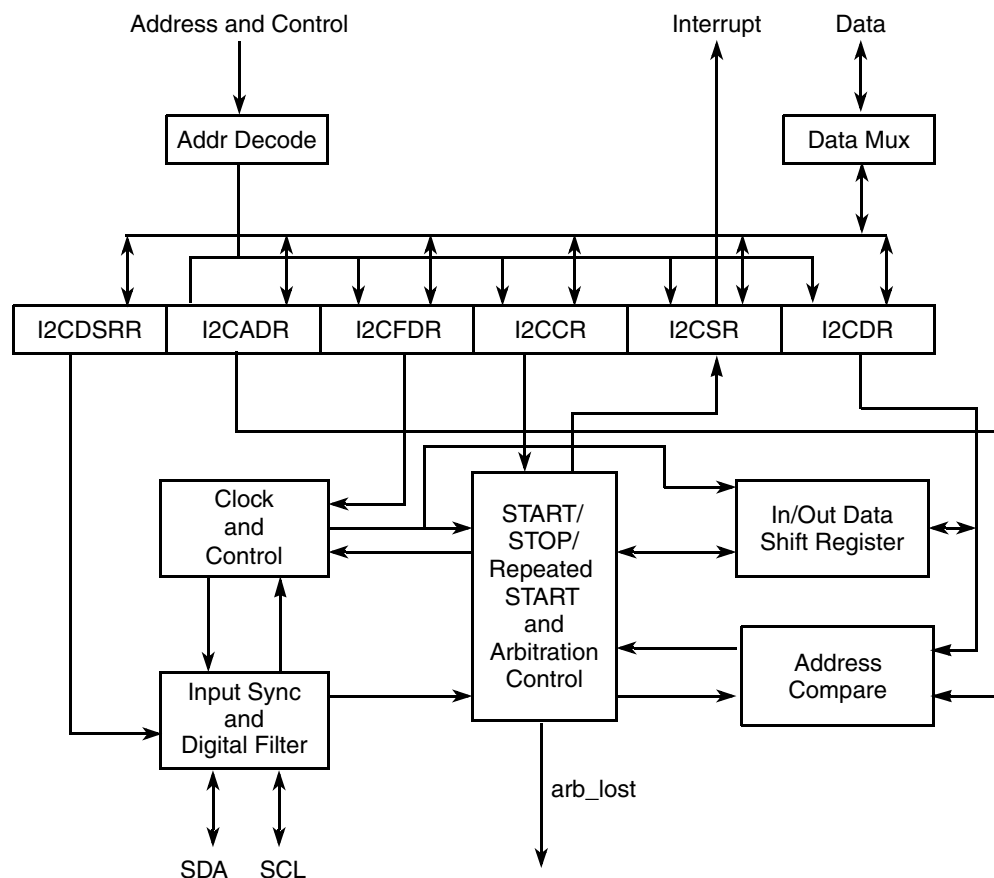 Address and Control
Interrupt
Data
Addr Decode
Data Mux
I2CDSRR
I2CADR
I2CFDR
I2CCR
I2CSR
I2CDR
Clock
and
Control
START/
STOP/
Repeated
START
and
Arbitration
Control
In/Out Data
Shift Register
Address
Compare
Input Sync
and
Digital Filter
arb_lost
SDA
SCL